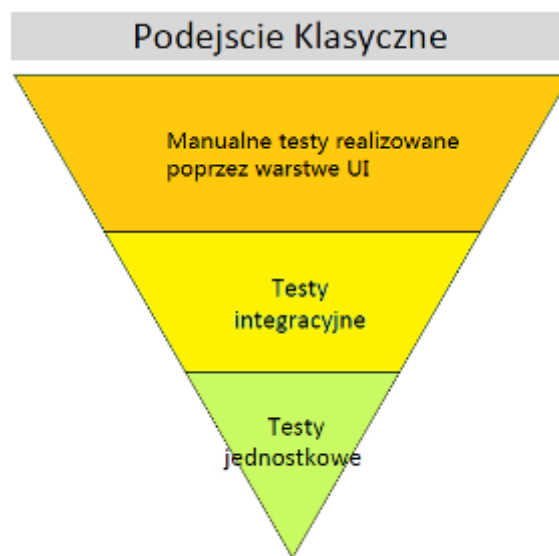 Podejscie Klasyczne
Manualne testy realizowane
poprzez warstwe UI
Testy
integracyjne
Testy
jednostkowe